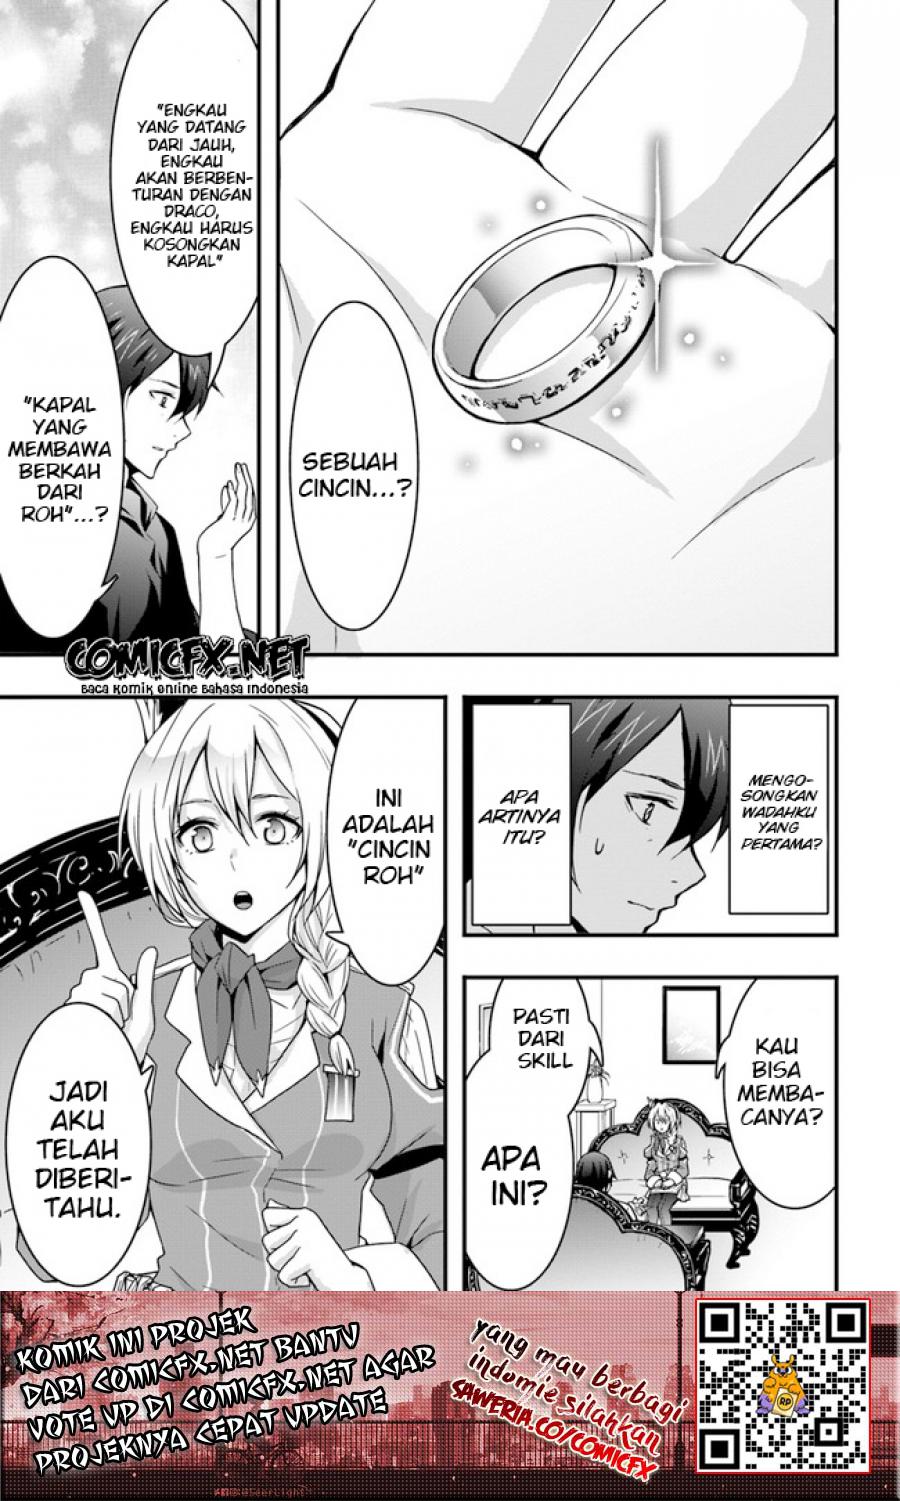 SEBUAH
CINCIN...?
"ENGKAU
YANG DATANG
DARI JAUH,
ENGKAU
AKAN BERBEN-
TURAN DENGAN
DRACO,
ENGKAU HARUS
KOSONGKAN
KAPAL"
"KAPAL
YANG
MEMBAWA
BERKAH
DARI
ROH"...?
COMICFX.NET
BACA KOMIK ONLINE BAHASA INDONESIA
MENGO-
SONGKAN
WADAHKU
YANG
PERTAMA?
APA
ARTINYA
ITU?
KAU
BISA
MEMBA-
CANYA?
PASTI
DARI
SKILL
APA
INI?
INI
ADALAH
"CINCIN
ROH"
JADI
AKU
TELAH
DIBERI-
TAHU.
KOMIK INI PROJEK
DARI COMICFX.NET BANTU
VOTE UP DI COMICFX.NET AGAR
PROJEKNYA CEPAT UPDATE
yang mau berbagi
indomie silahkan
SAWERIA.CO/COMICFX
RP